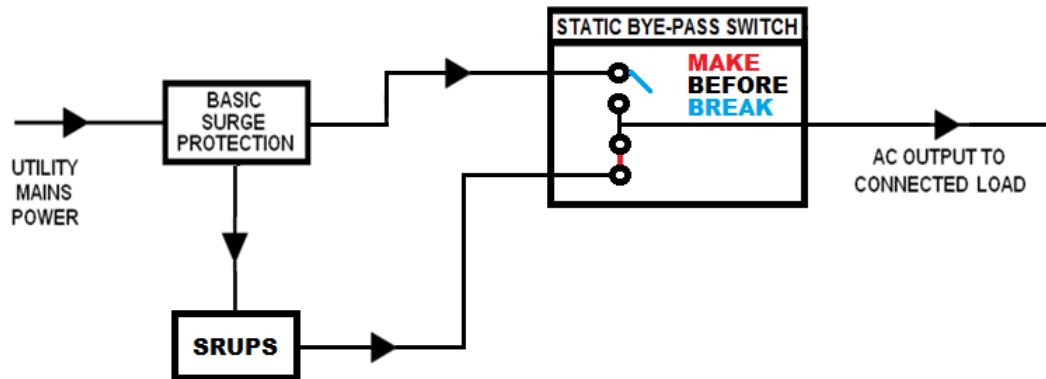 STATIC BYE-PASS SWITCH
MAKE
BEFORE
BREAK
BASIC
SURGE
PROTECTION
UTILITY
MAINS
POWER
AC OUTPUT TO
CONNECTED LOAD
SRUPS